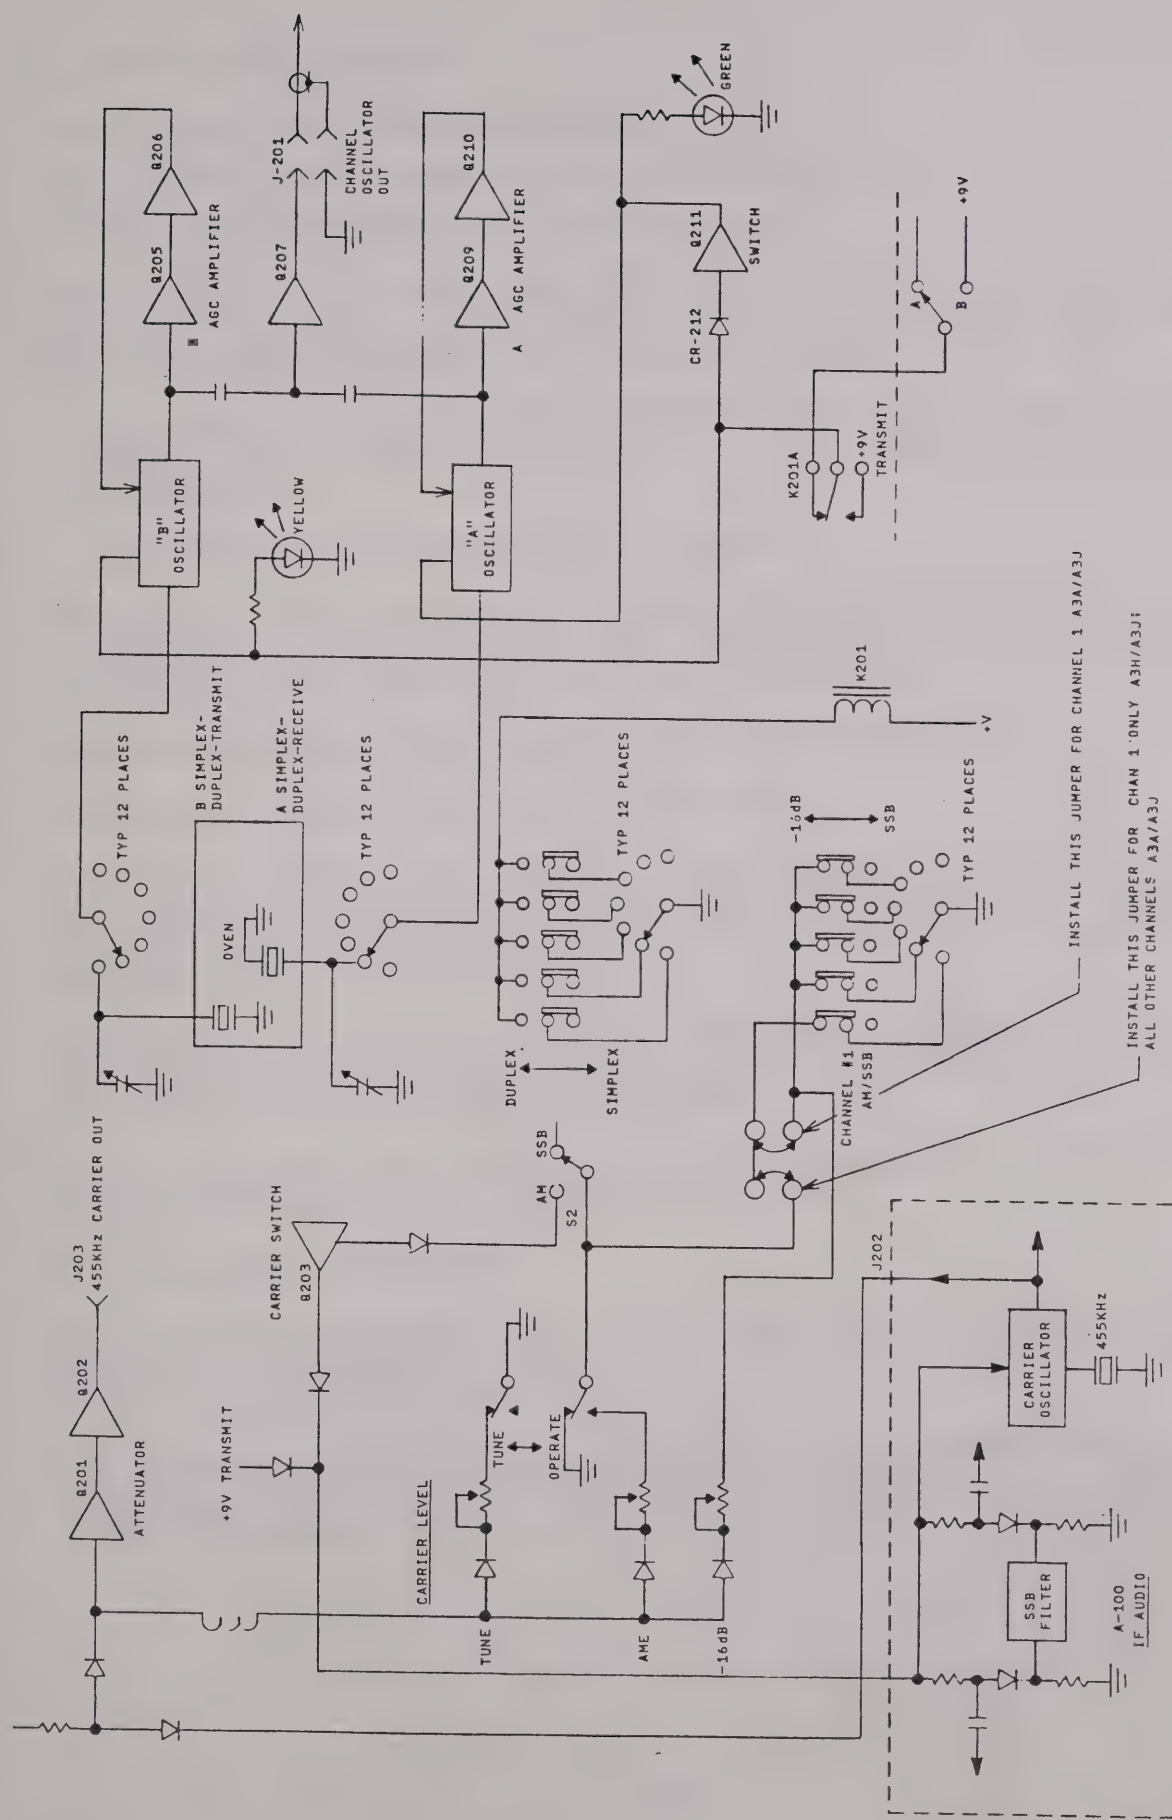 J203
455KHz CARRIER OUT
Q202
Q201
ATTENUATOR
CARRIER SWITCH
Q203
+9V TRANSMIT
CARRIER LEVEL
TUNE
TUNE
OPERATE
AME
-16dB
AM
SSB
S2
J202
CARRIER
OSCILLATOR
455KHz
SSB
FILTER
A-100
IF AUDIO
TYP 12 PLACES
B SIMPLEX-
DUPLEX-TRANSMIT
OVEN
A SIMPLEX-
DUPLEX-RECEIVE
TYP 12 PLACES
DUPLEX
SIMPLEX
TYP 12 PLACES
K201
+V
-16dB
SSB
TYP 12 PLACES
CHANNEL #1
AM/SSB
INSTALL THIS JUMPER FOR CHANNEL 1 A3A/A3J
INSTALL THIS JUMPER FOR CHAN 1 ONLY A3H/A3J;
ALL OTHER CHANNELS A3A/A3J
"B"
OSCILLATOR
YELLOW
"A"
OSCILLATOR
Q205
Q206
AGC AMPLIFIER
Q207
J-201
CHANNEL
OSCILLATOR
OUT
Q209
Q210
A
AGC AMPLIFIER
GREEN
Q211
SWITCH
CR-212
K201A
+9V
TRANSMIT
A
B
+9V